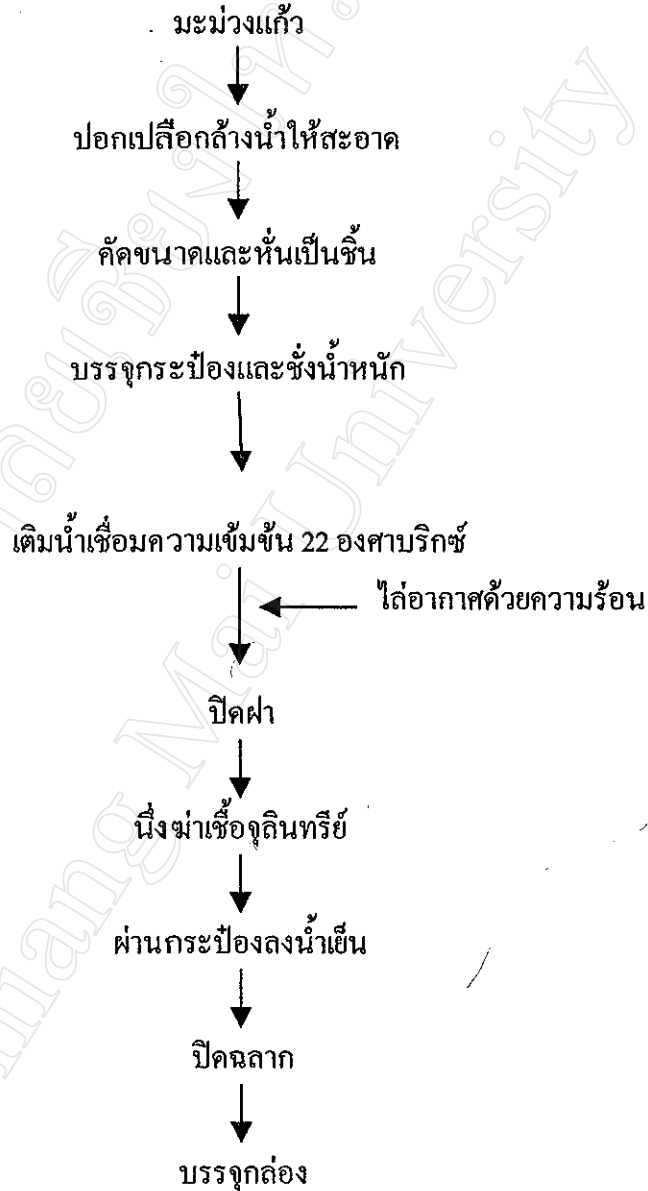 มะม่วงแก้ว
ปอกเปลือกล้างน้ำให้สะอาด
คัดขนาดและหั่นเป็นชิ้น
บรรจุกระป๋องและชั่งน้ำหนัก
เติมน้ำเชื่อมความเข้มข้น 22 องศาบริกซ์
ไล่อากาศด้วยความร้อน
ปิดฝา
นึ่งฆ่าเชื้อจุลินทรีย์
ผ่านกระป๋องลงน้ำเย็น
ปิดฉลาก
บรรจุกล่อง
Mai University